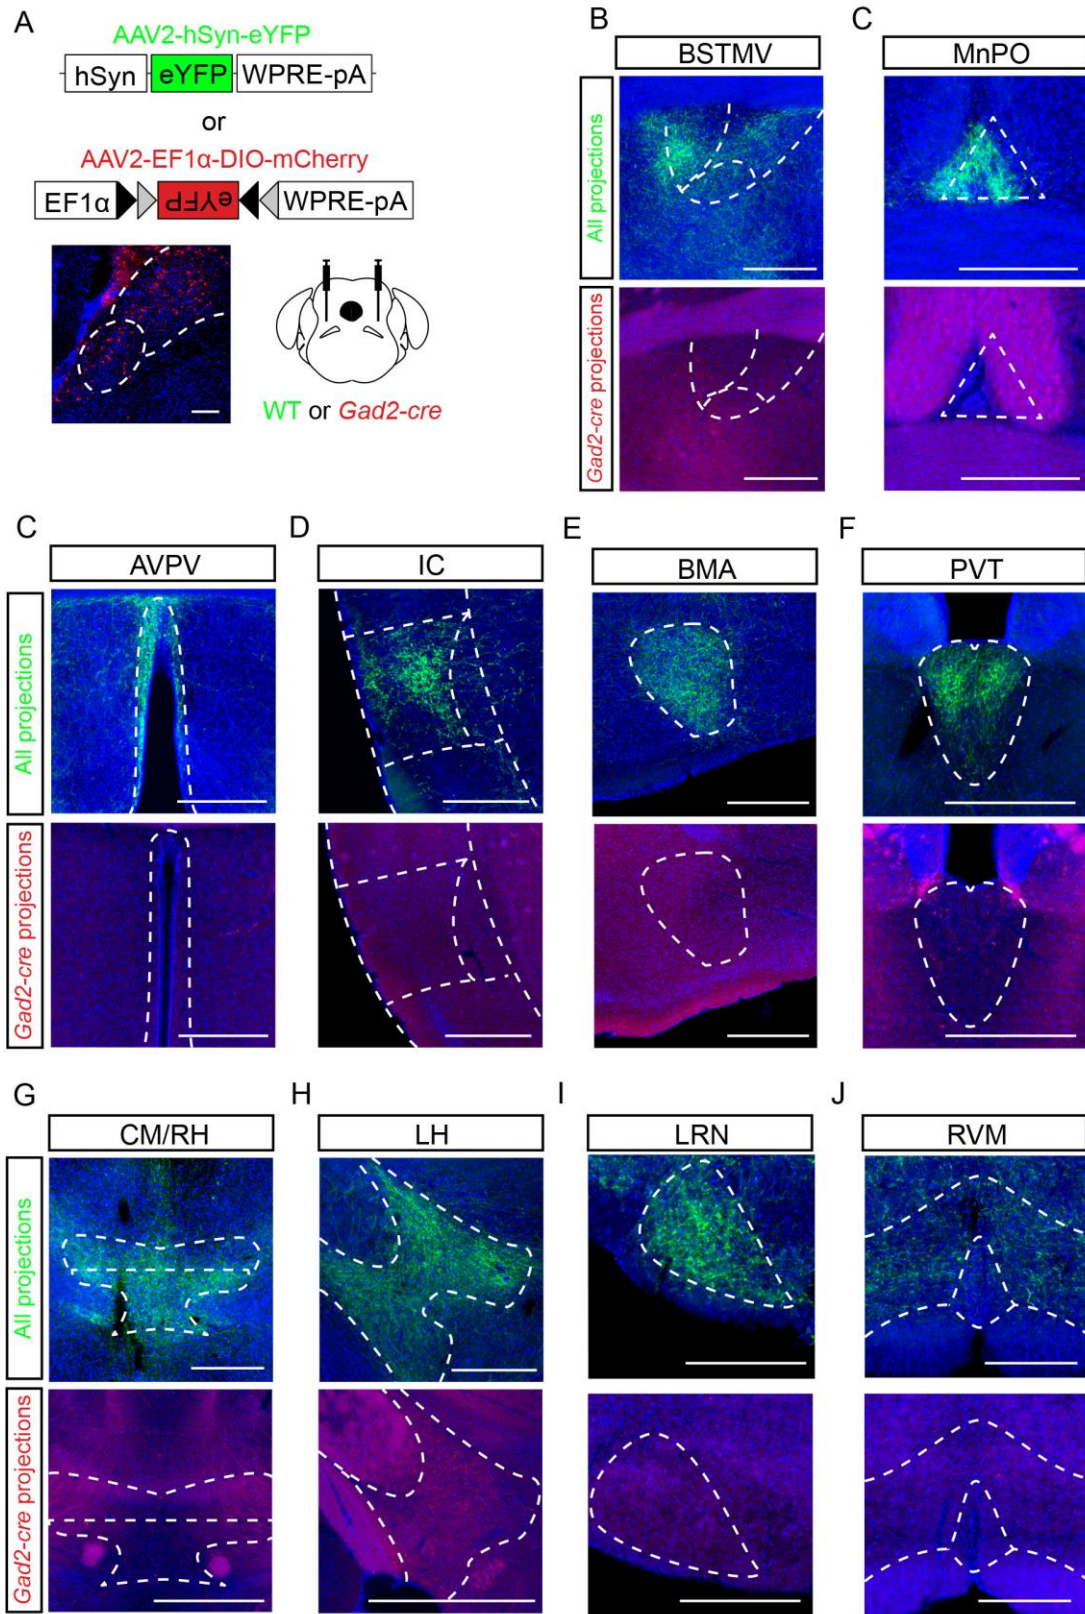 A
AAV2-hSyn-eYFP
hSyn eYFP WPRE-pA
or
AAV2-EF1α-DIO-mCherry
EF1α eYFP WPRE-pA
WT or Gad2-cre
B
BSTMV
C
MnPO
All projections
Gad2-cre projections
C
AVPV
D
IC
E
BMA
F
PVT
All projections
Gad2-cre projections
G
CM/RH
H
LH
I
LRN
J
RVM
All projections
Gad2-cre projections